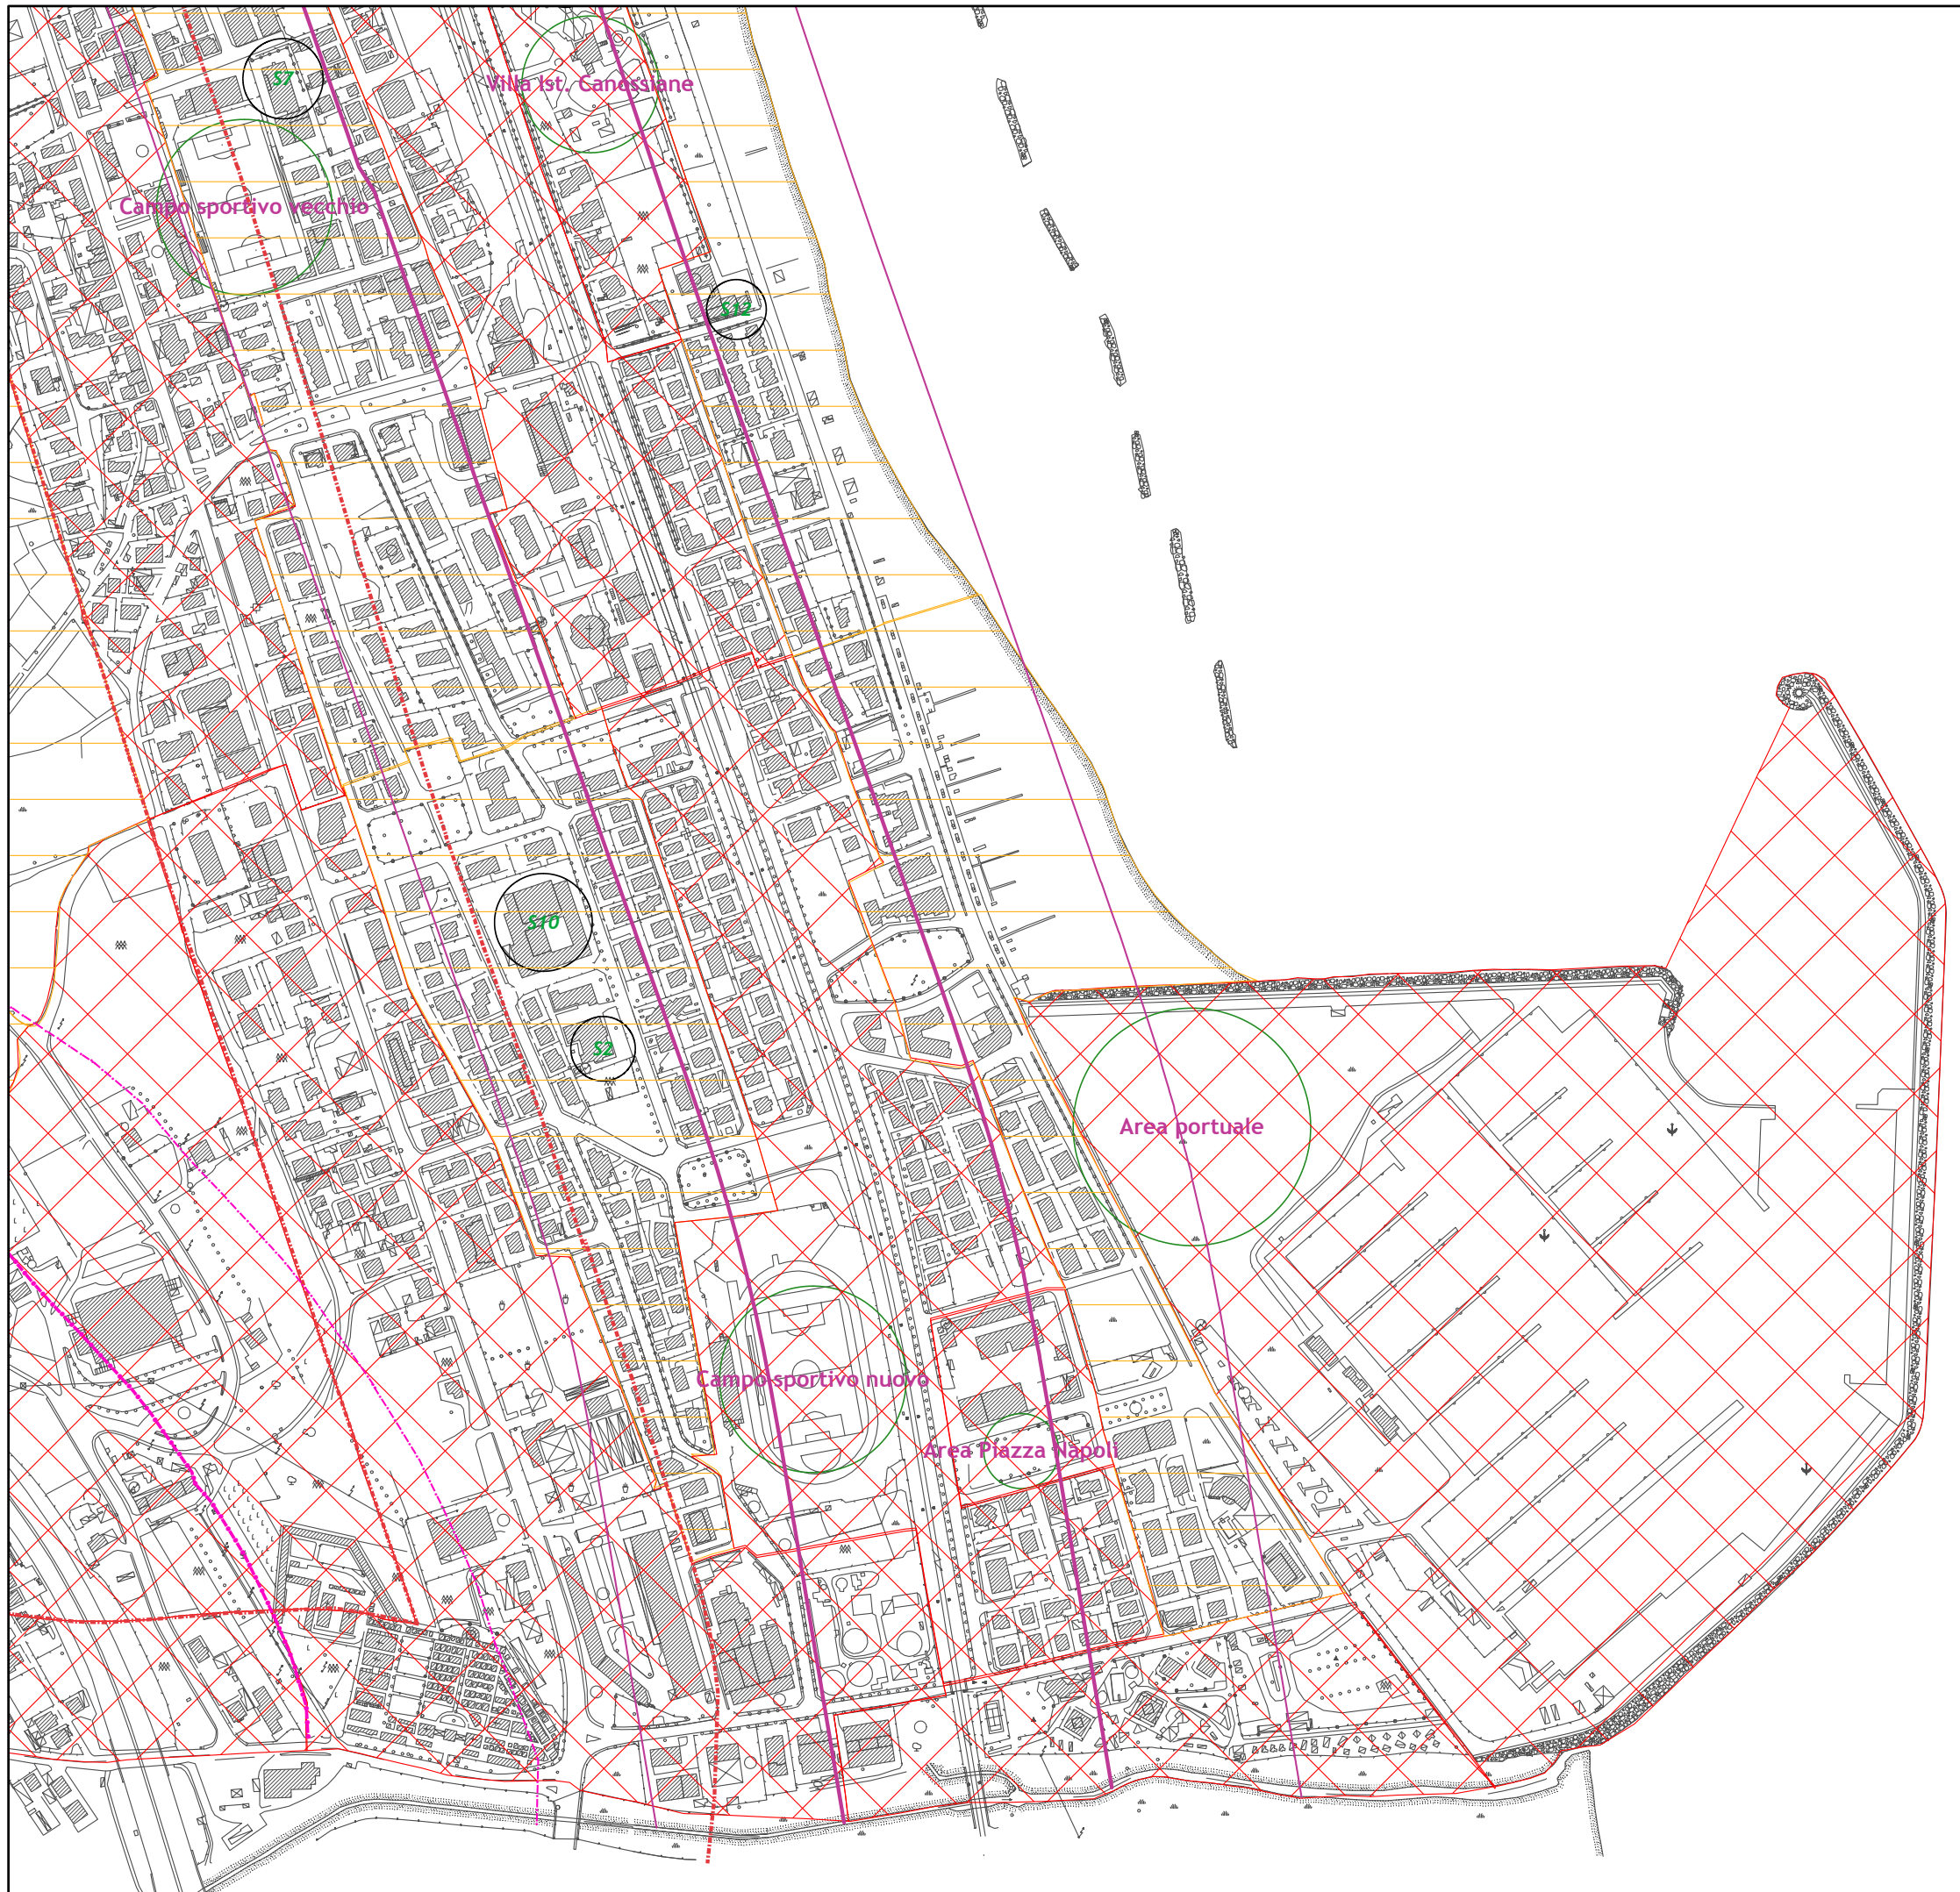 S7
Villa Ist. Canossiane
Campo sportivo vecchio
S12
S10
S2
Area portuale
Campo sportivo nuovo
Area Piazza Napoli